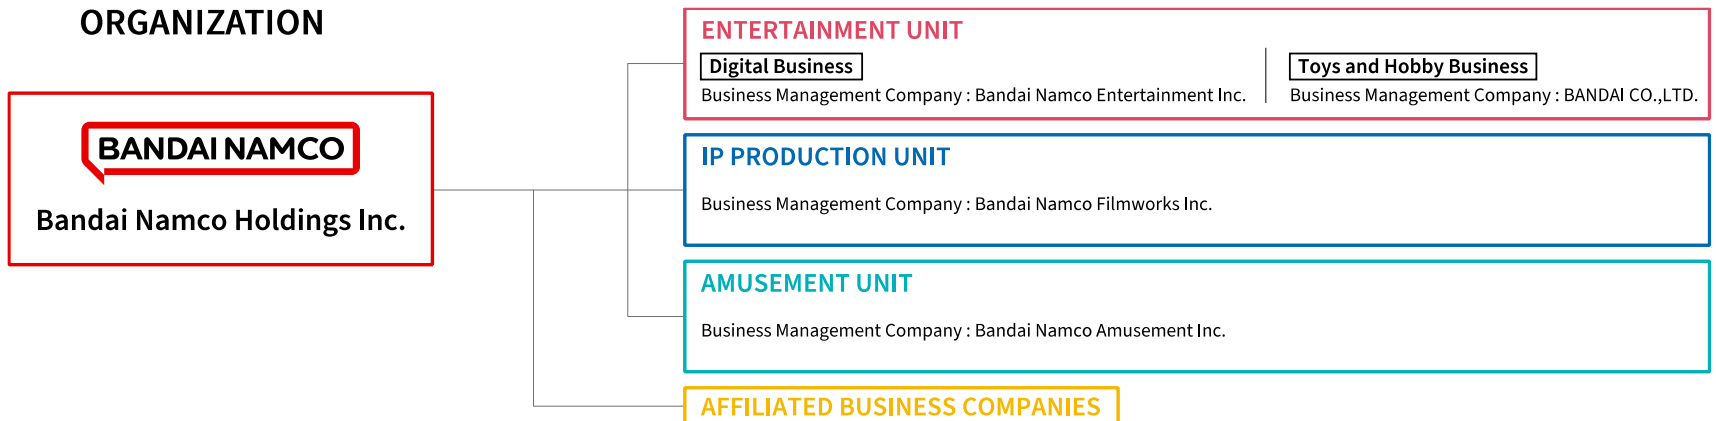 ORGANIZATION
BANDAI NAMCO
Bandai Namco Holdings Inc.
ENTERTAINMENT UNIT
Digital Business
Business Management Company : Bandai Namco Entertainment Inc.
Toys and Hobby Business
Business Management Company : BANDAI CO.,LTD.
IP PRODUCTION UNIT
Business Management Company : Bandai Namco Filmworks Inc.
AMUSEMENT UNIT
Business Management Company : Bandai Namco Amusement Inc.
AFFILIATED BUSINESS COMPANIES